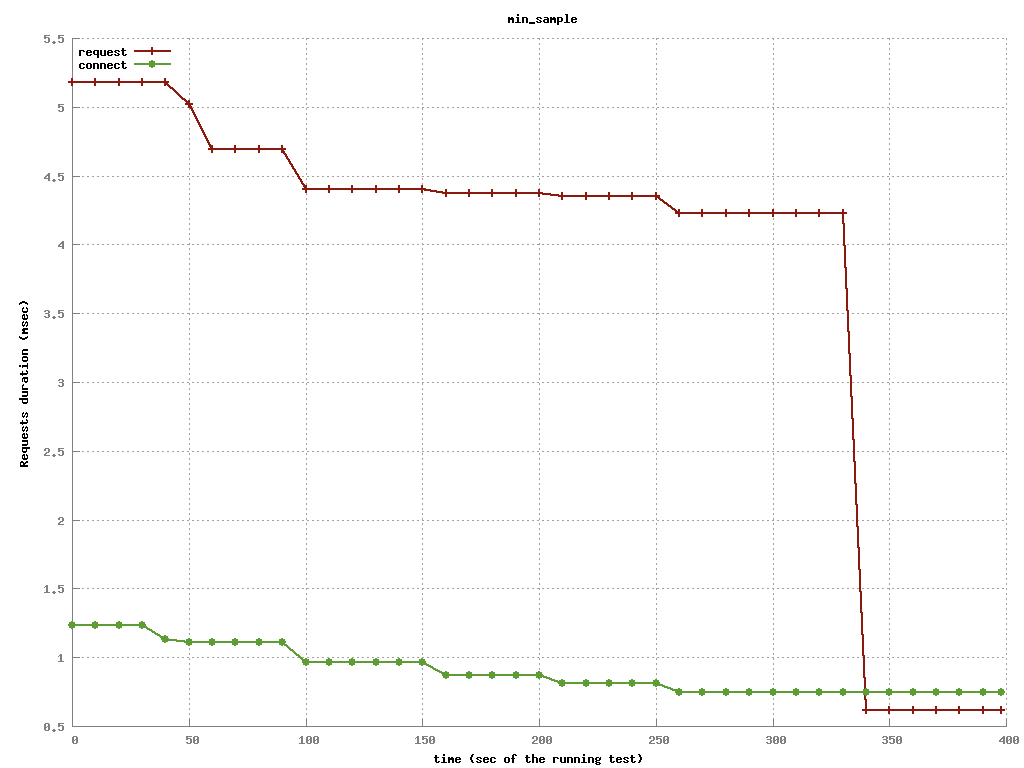 min_sample
5.5
request
connect
5
4.5
4
3.5
3
2.5
2
1.5
1
0.5
Requests duration (msec)
0 50 100 150 200 250 300 350 400
time (sec of the running test)